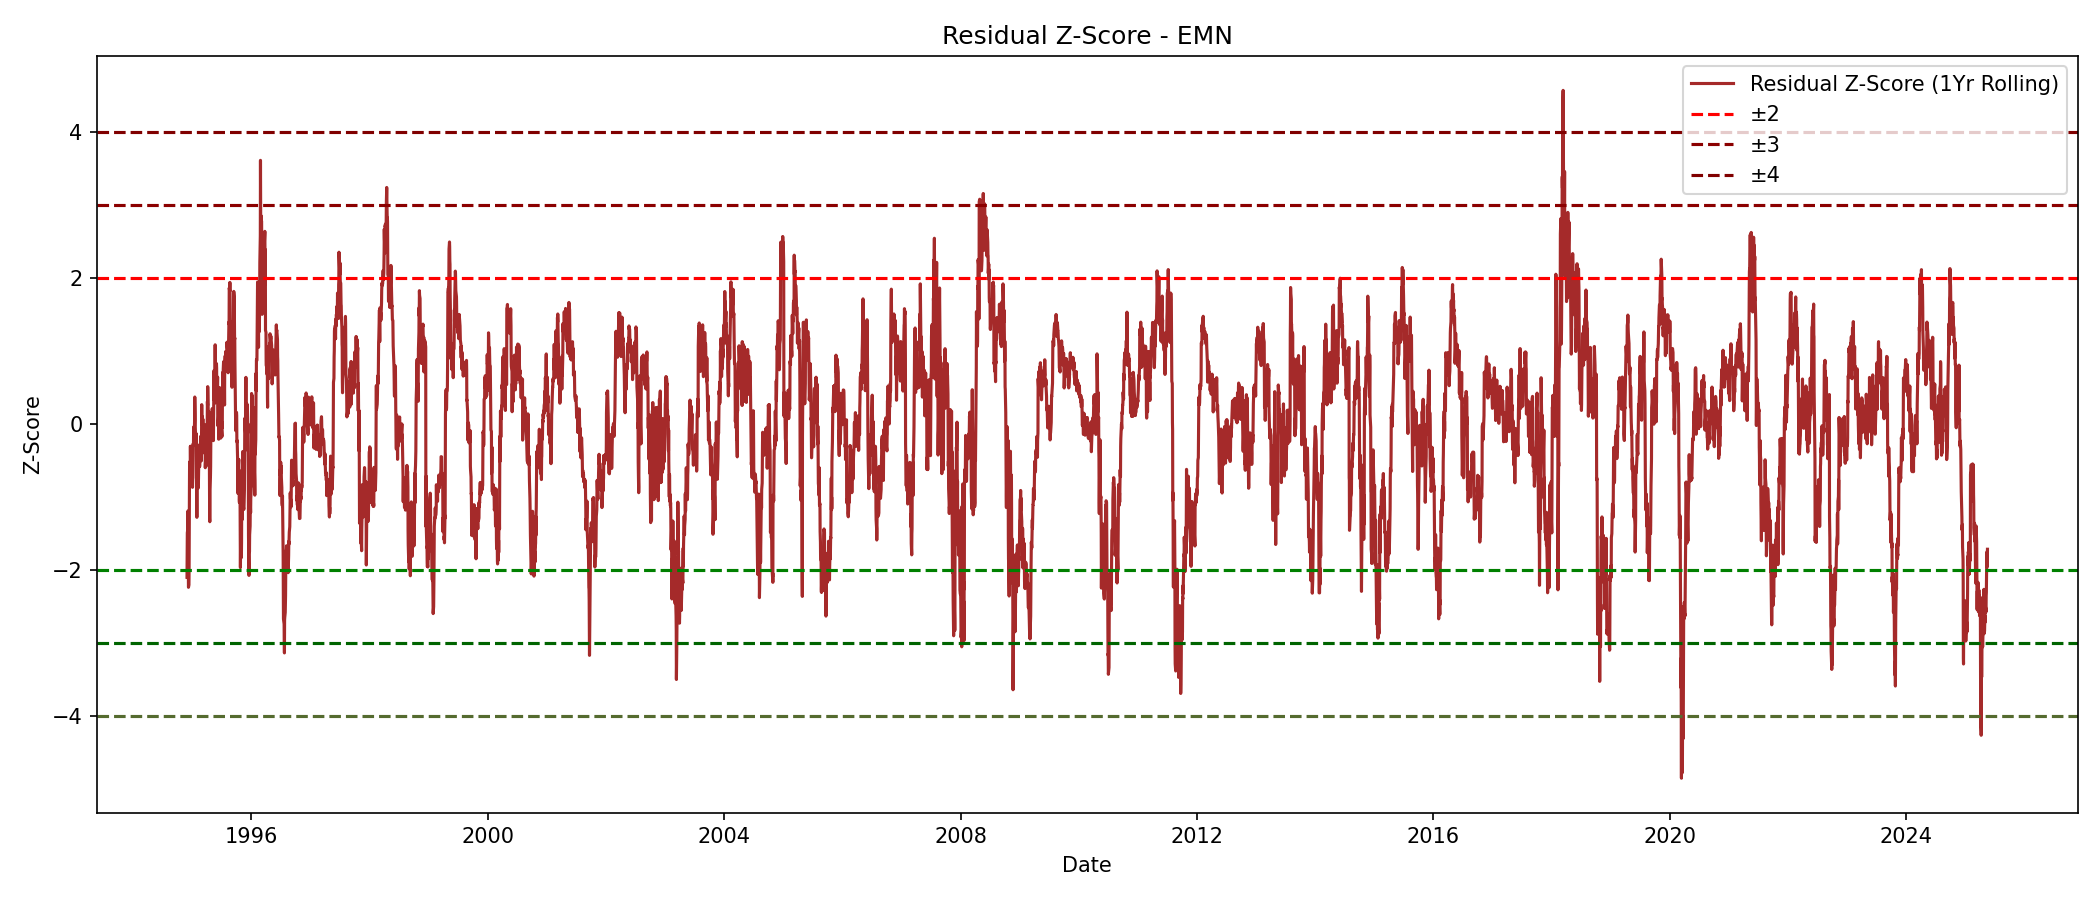 Residual Z-Score - EMN
Residual Z-Score (1Yr Rolling)
±2
±3
±4
4
2
0
−2
−4
Z-Score
1996 2000 2004 2008 2012 2016 2020 2024
Date